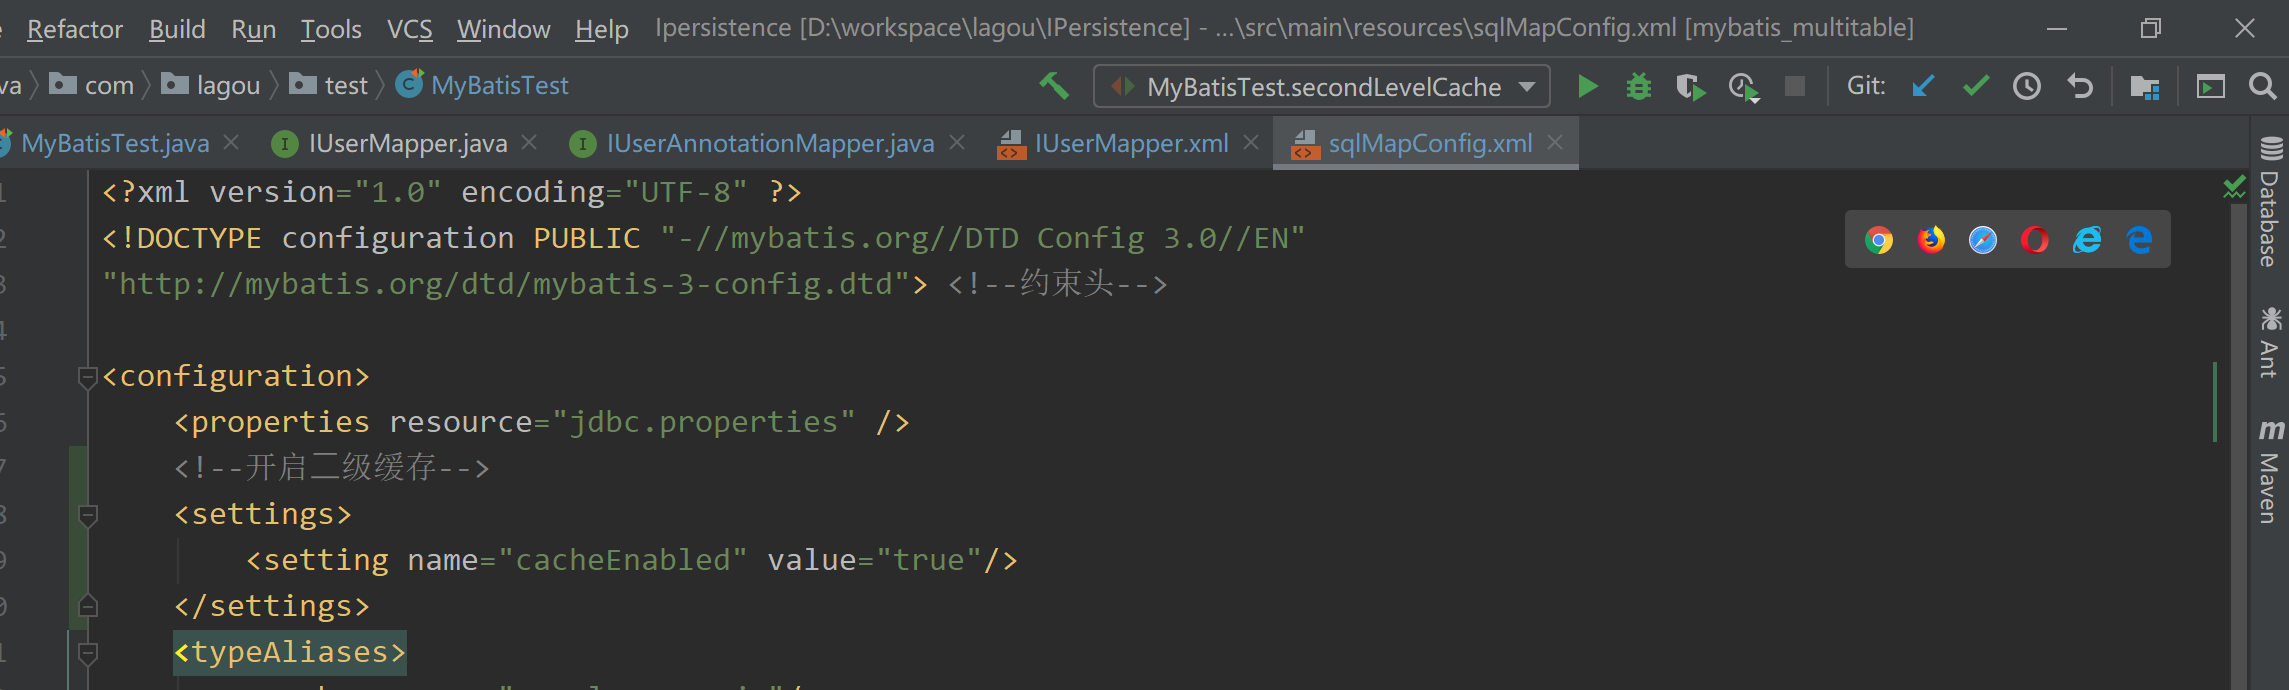 Refactor Build Run Tools VCS Window Help Ipersistence [D:\workspace\lagou\IPersistence] - ...\src\main\resources\sqlMapConfig.xml [mybatis_multitable]
va com lagou test MyBatisTest MyBatisTest.secondLevelCache Git:
MyBatisTest.java IUserMapper.java IUserAnnotationMapper.java IUserMapper.xml sqlMapConfig.xml
<?xml version="1.0" encoding="UTF-8" ?>
<!DOCTYPE configuration PUBLIC "-//mybatis.org//DTD Config 3.0//EN"
"http://mybatis.org/dtd/mybatis-3-config.dtd"> <!--约束头-->
<configuration>
<properties resource="jdbc.properties" />
<!--开启二级缓存-->
<settings>
<setting name="cacheEnabled" value="true"/>
</settings>
<typeAliases>
Database
Ant
Maven